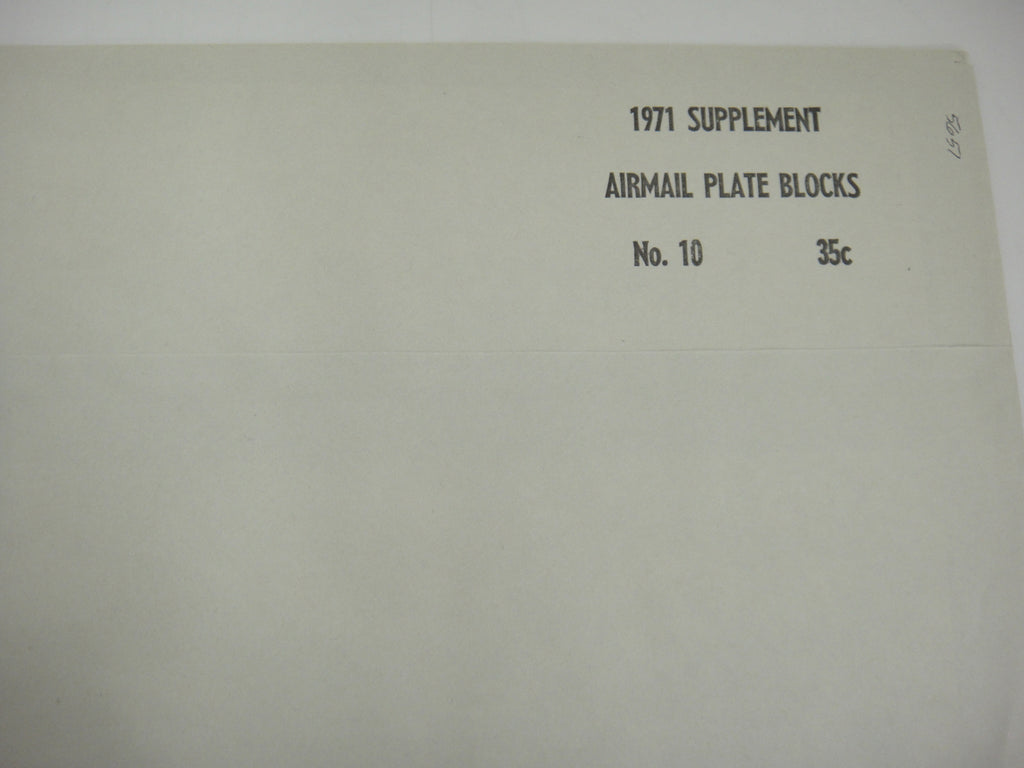 1971 SUPPLEMENT
AIRMAIL PLATE BLOCKS
No. 10 35c